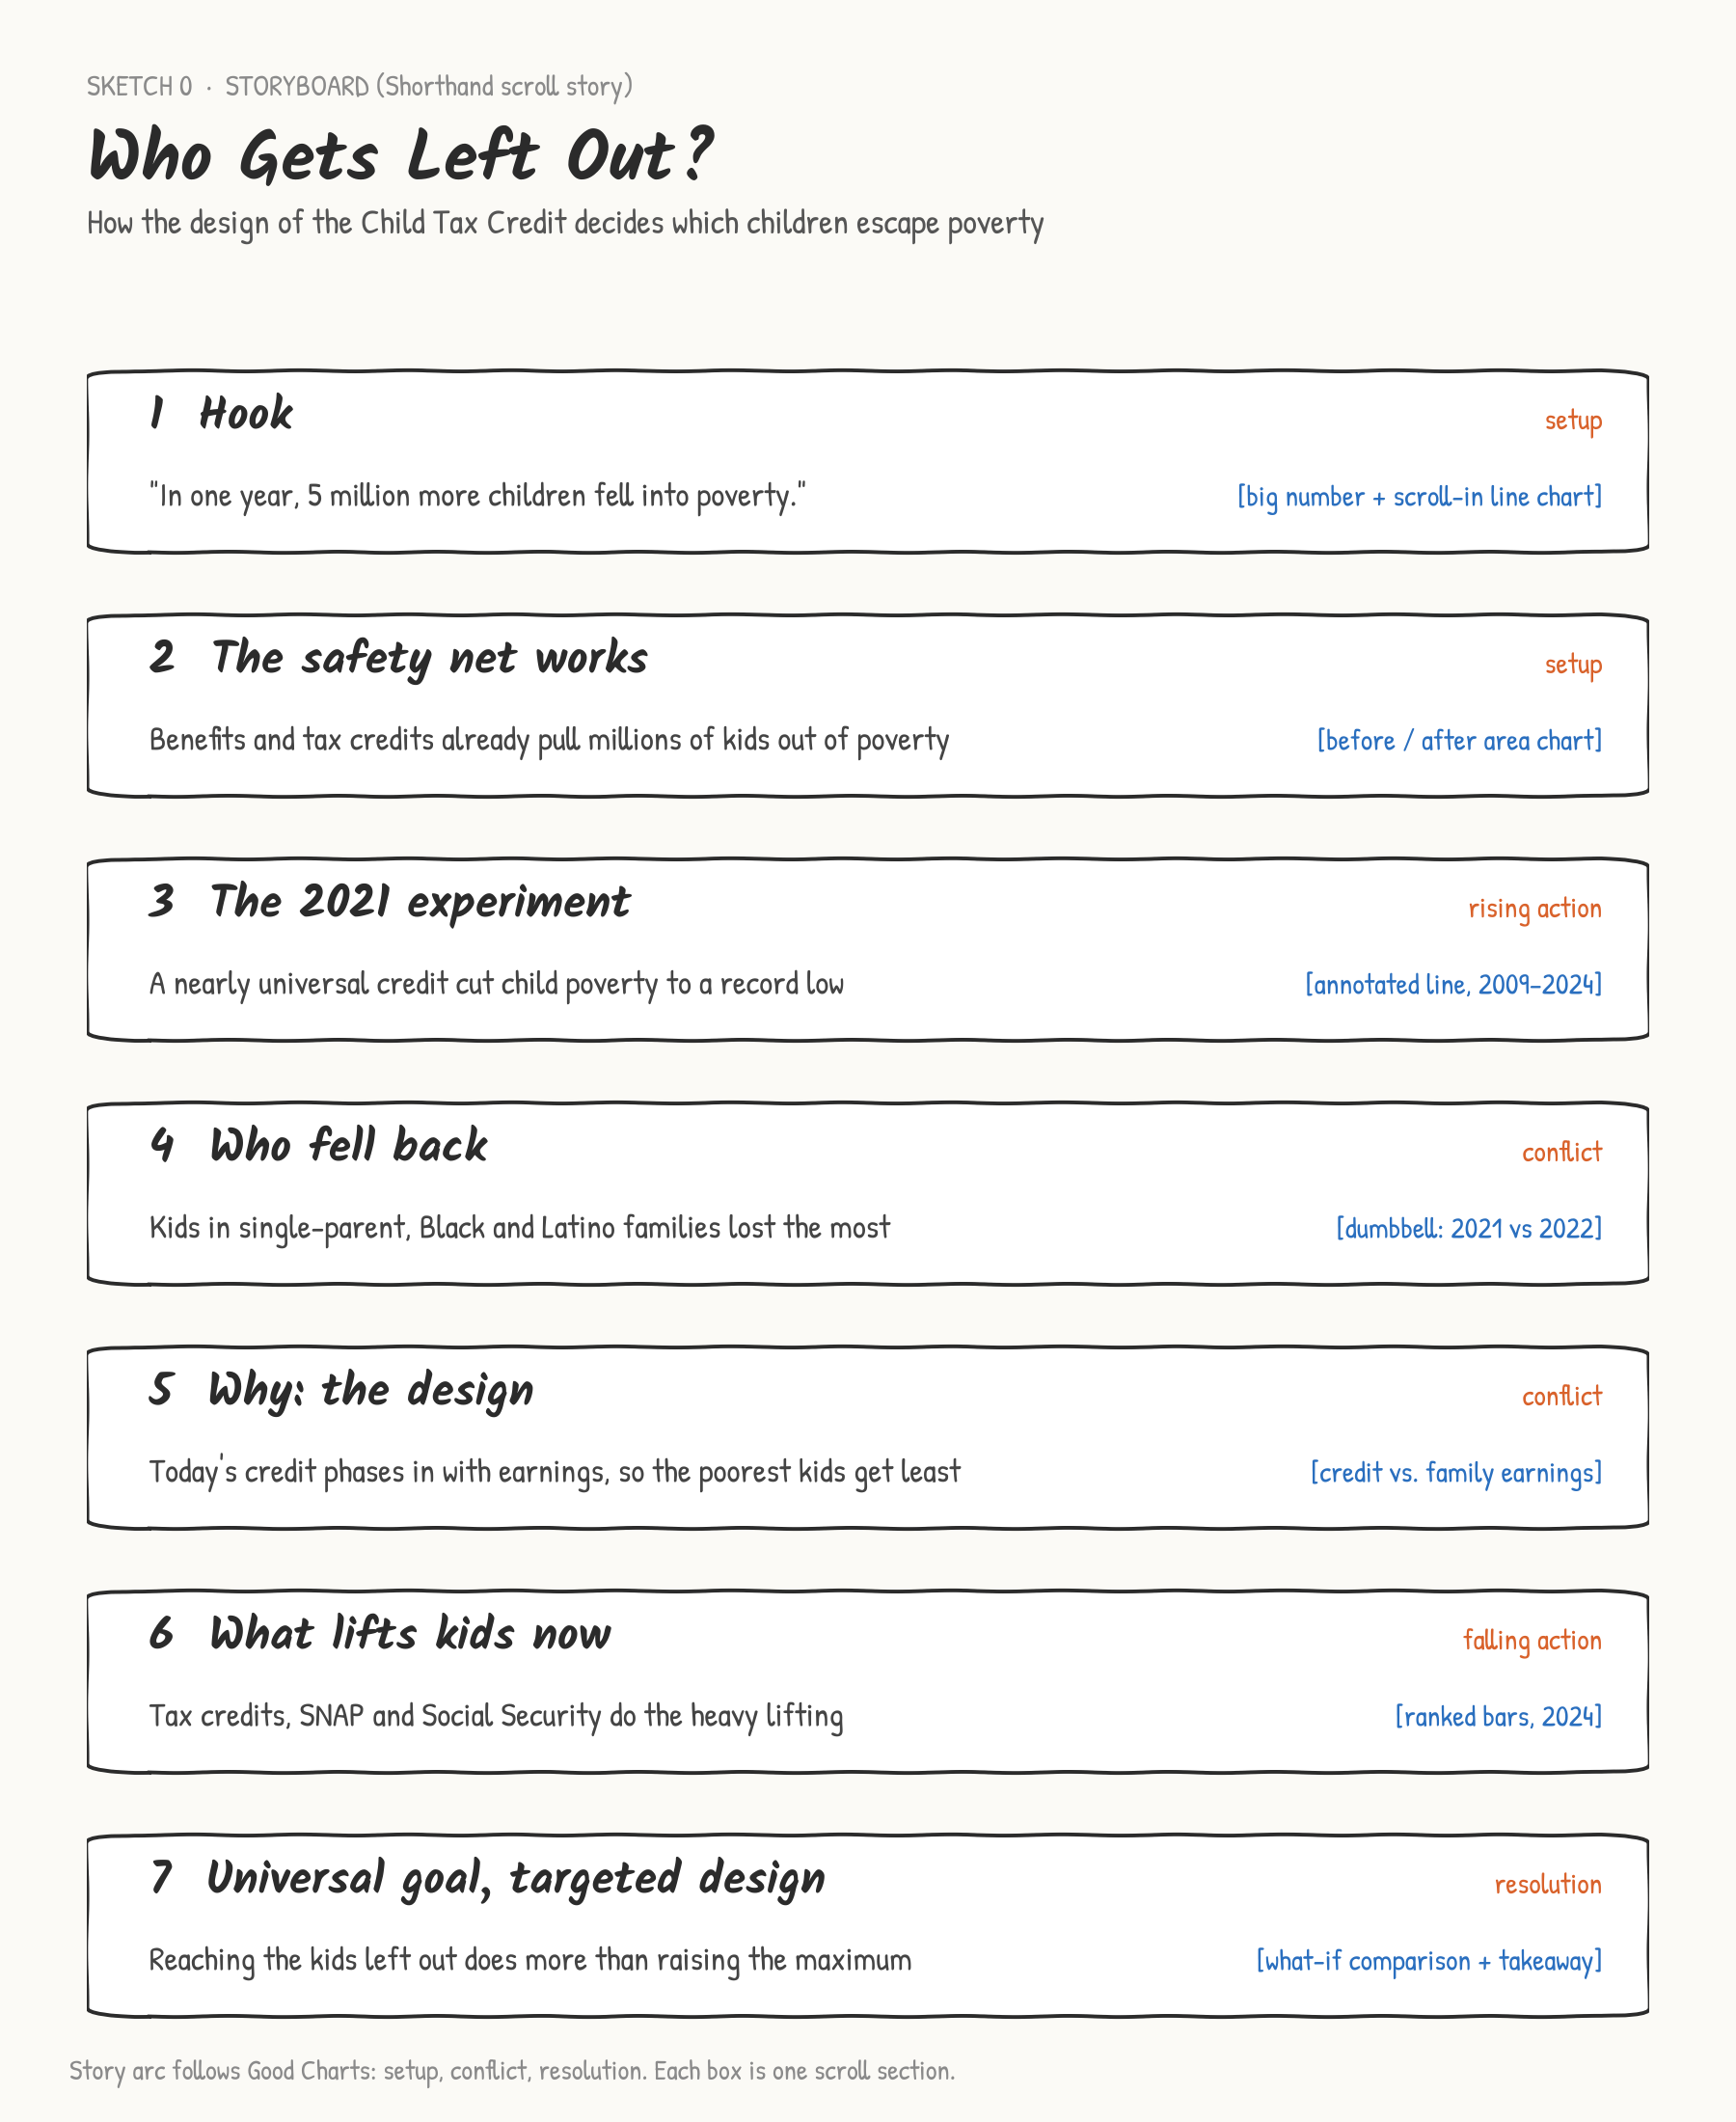 SKETCH 0 · STORYBOARD (Shorthand scroll story)
Who Gets Left Out?
How the design of the Child Tax Credit decides which children escape poverty
1 Hook
setup
"In one year, 5 million more children fell into poverty."
[big number + scroll-in line chart]
2 The safety net works
setup
Benefits and tax credits already pull millions of kids out of poverty
[before / after area chart]
3 The 2021 experiment
rising action
A nearly universal credit cut child poverty to a record low
[annotated line, 2009–2024]
4 Who fell back
conflict
Kids in single-parent, Black and Latino families lost the most
[dumbbell: 2021 vs 2022]
5 Why: the design
conflict
Today's credit phases in with earnings, so the poorest kids get least
[credit vs. family earnings]
6 What lifts kids now
falling action
Tax credits, SNAP and Social Security do the heavy lifting
[ranked bars, 2024]
7 Universal goal, targeted design
resolution
Reaching the kids left out does more than raising the maximum
[what-if comparison + takeaway]
Story arc follows Good Charts: setup, conflict, resolution. Each box is one scroll section.